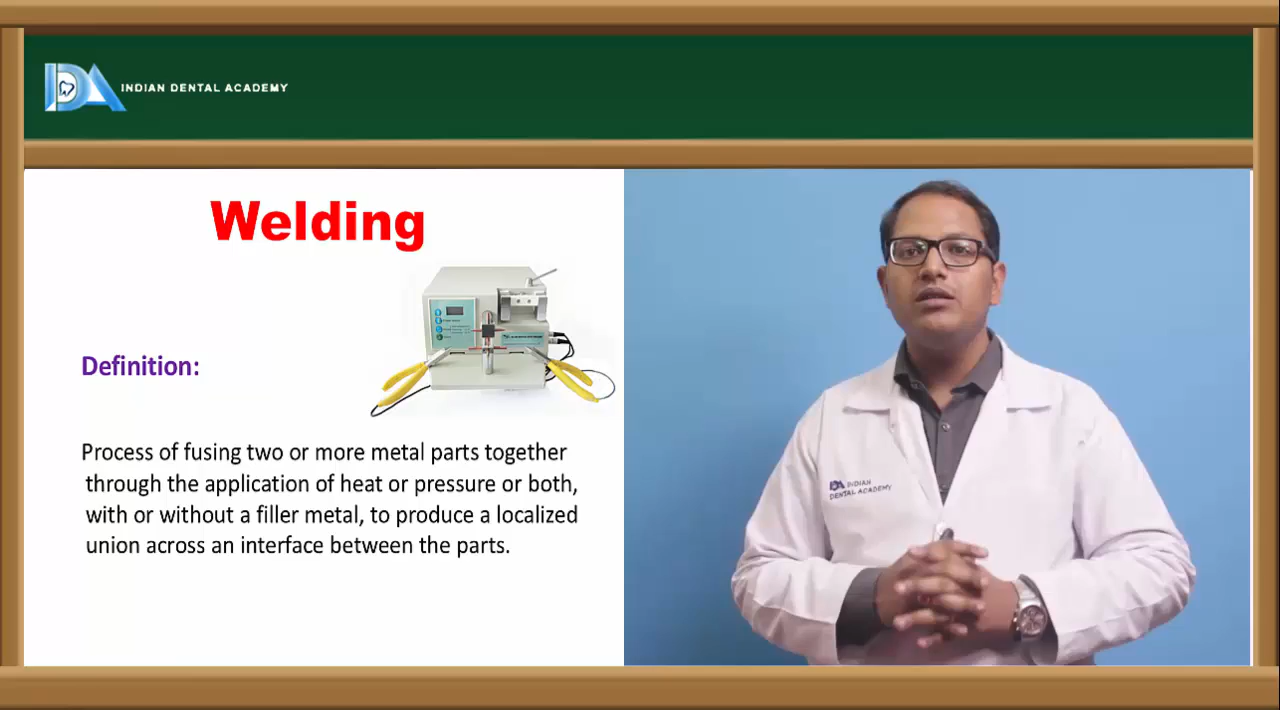 INDIAN DENTAL ACADEMY
Welding
Definition:
Process of fusing two or more metal parts together
through the application of heat or pressure or both,
with or without a filler metal, to produce a localized
union across an interface between the parts.
IDA INDIAN
DENTAL ACADEMY